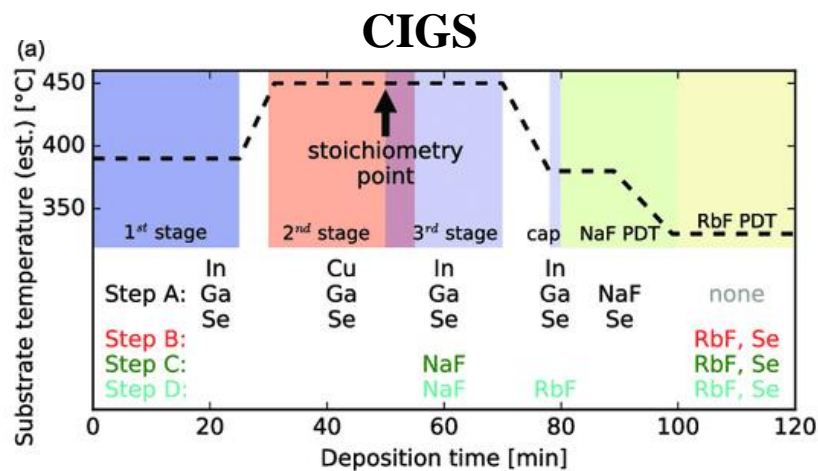 CIGS
(a)
Substrate temperature (est.) [°C]
450
400
350
stoichiometry
point
1st stage
2nd stage
3rd stage
cap
NaF PDT
RbF PDT
In Cu In In
Step A: Ga Ga Ga Ga NaF none
Se Se Se Se Se
Step B: RbF, Se
Step C: NaF RbF, Se
Step D: NaF RbF RbF, Se
0 20 40 60 80 100 120
Deposition time [min]